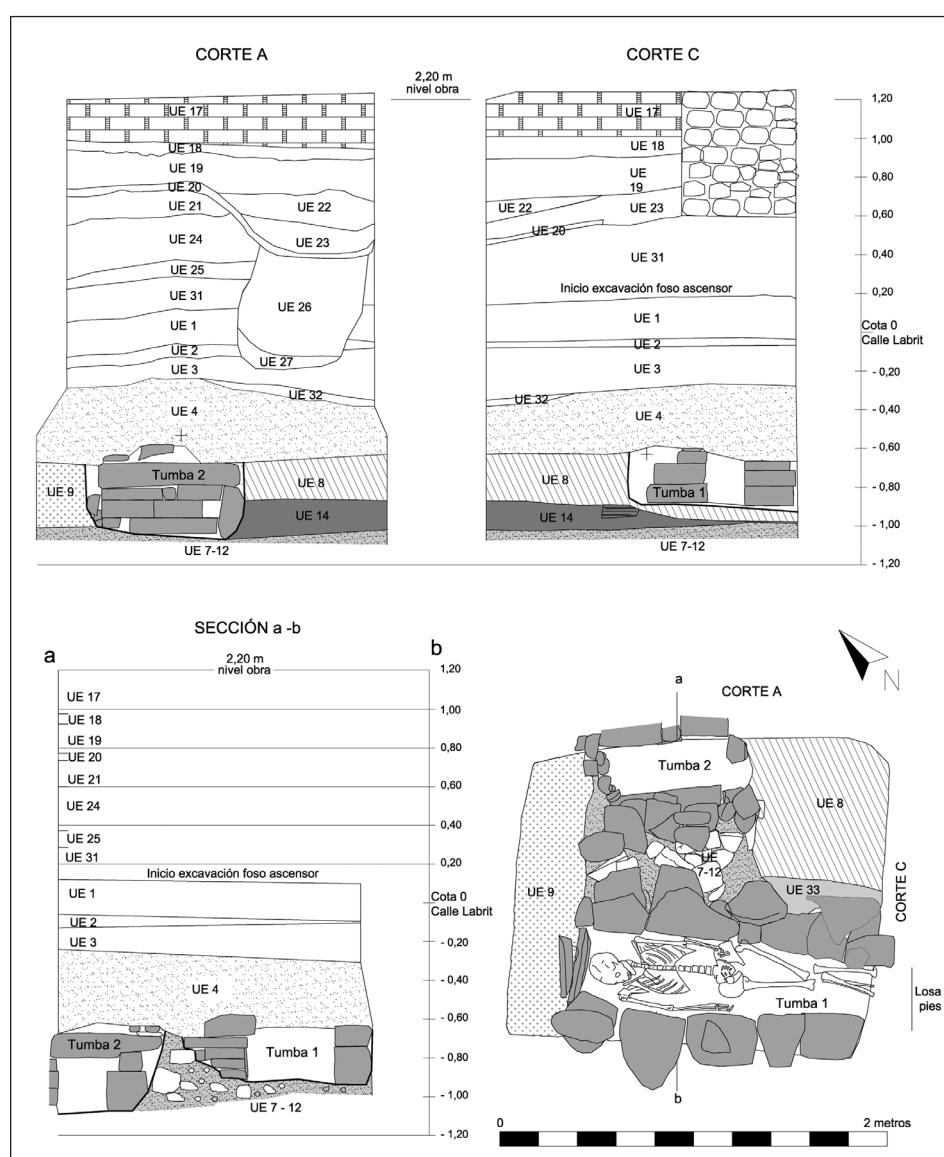 CORTE A
2,20 m
nivel obra
CORTE C
UE 17
UE 18
UE 19
UE 20
UE 21
UE 22
UE 23
UE 24
UE 25
UE 26
UE 31
UE 1
UE 27
UE 2
UE 3
UE 32
UE 4
Tumba 2
UE 9
UE 8
UE 14
UE 7-12
UE 17
UE 18
UE
19
UE 22
UE 23
UE 20
UE 31
Inicio excavación foso ascensor
UE 1
UE 2
UE 3
UE 32
UE 4
UE 8
Tumba 1
UE 14
UE 7-12
1,20
1,00
0,80
0,60
0,40
0,20
Cota 0
Calle Labrit
- 0,20
- 0,40
- 0,60
- 0,80
- 1,00
- 1,20
SECCIÓN a -b
a
2,20 m
nivel obra
b
UE 17
UE 18
UE 19
UE 20
UE 21
UE 24
UE 25
UE 31
Inicio excavación foso ascensor
UE 1
UE 2
UE 3
UE 4
Tumba 2
Tumba 1
UE 7 - 12
1,20
1,00
0,80
0,60
0,40
0,20
Cota 0
Calle Labrit
- 0,20
- 0,40
- 0,60
- 0,80
- 1,00
- 1,20
N
a
CORTE A
Tumba 2
UE 8
UE
7-12
UE 9
UE 33
CORTE C
Tumba 1
Losa
pies
b
0
2 metros